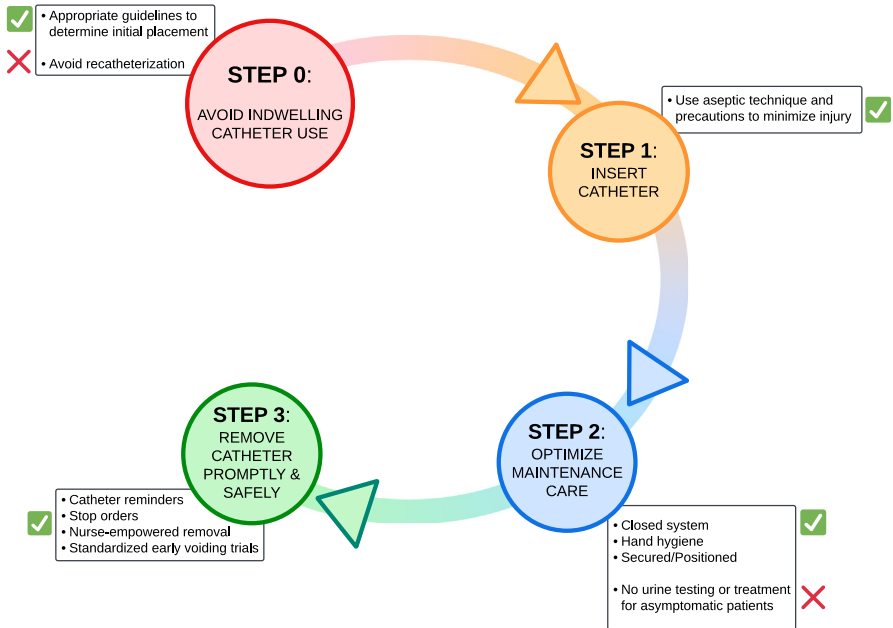 • Appropriate guidelines to
determine initial placement
• Avoid recatheterization
STEP 0:
AVOID INDWELLING
CATHETER USE
• Use aseptic technique and
precautions to minimize injury
STEP 1:
INSERT
CATHETER
STEP 2:
OPTIMIZE
MAINTENANCE
CARE
• Closed system
• Hand hygiene
• Secured/Positioned
• No urine testing or treatment
for asymptomatic patients
STEP 3:
REMOVE
CATHETER
PROMPTLY &
SAFELY
• Catheter reminders
• Stop orders
• Nurse-empowered removal
• Standardized early voiding trials